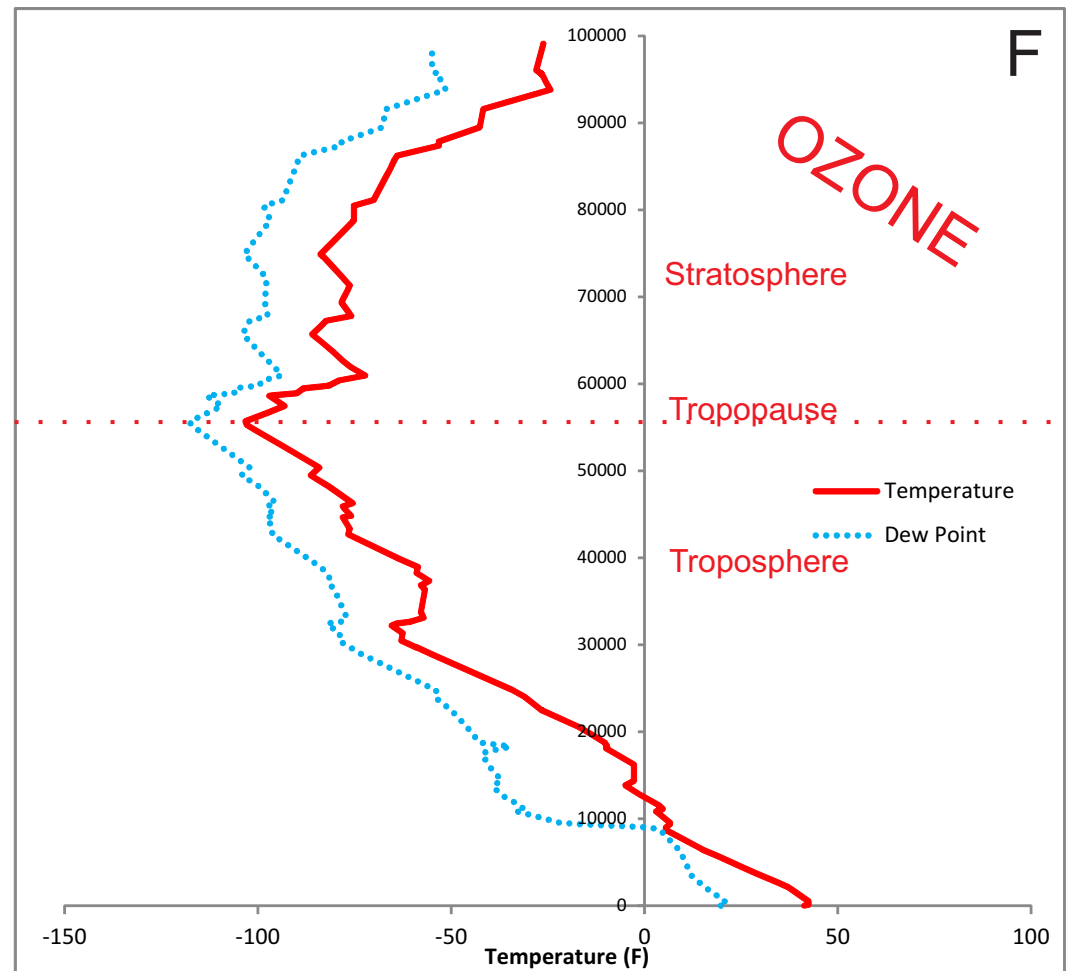 F
OZONE
100000
90000
80000
Stratosphere
70000
60000
Tropopause
50000
Temperature
Dew Point
40000
Troposphere
30000
20000
10000
0
-150 -100 -50 0 50 100
Temperature (F)